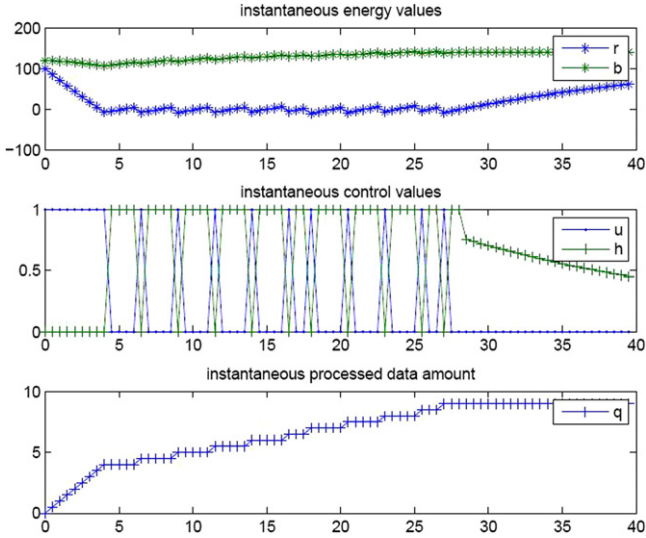 instantaneous energy values
200
100
0
−100
r
b
0 5 10 15 20 25 30 35 40
instantaneous control values
1
0.5
0
u
h
0 5 10 15 20 25 30 35 40
instantaneous processed data amount
10
5
0
q
0 5 10 15 20 25 30 35 40